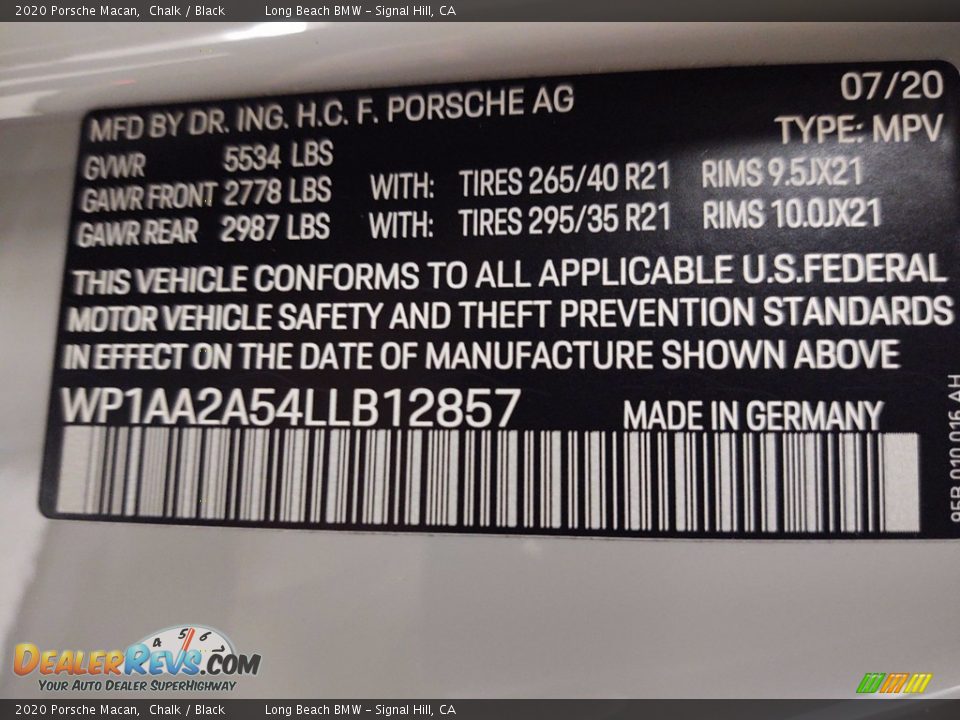 2020 Porsche Macan, Chalk / Black Long Beach BMW - Signal Hill, CA
07/20
MFD BY DR. ING. H.C. F. PORSCHE AG
TYPE: MPV
GVWR 5534 LBS
GAWR FRONT 2778 LBS WITH: TIRES 265/40 R21 RIMS 9.5JX21
GAWR REAR 2987 LBS WITH: TIRES 295/35 R21 RIMS 10.0JX21
THIS VEHICLE CONFORMS TO ALL APPLICABLE U.S.FEDERAL
MOTOR VEHICLE SAFETY AND THEFT PREVENTION STANDARDS
IN EFFECT ON THE DATE OF MANUFACTURE SHOWN ABOVE
WP1AA2A54LLB12857 MADE IN GERMANY
95B 010 016 AH
4 5 6 7
DealerRevs.com
Your Auto Dealer SuperHighway
2020 Porsche Macan, Chalk / Black Long Beach BMW - Signal Hill, CA